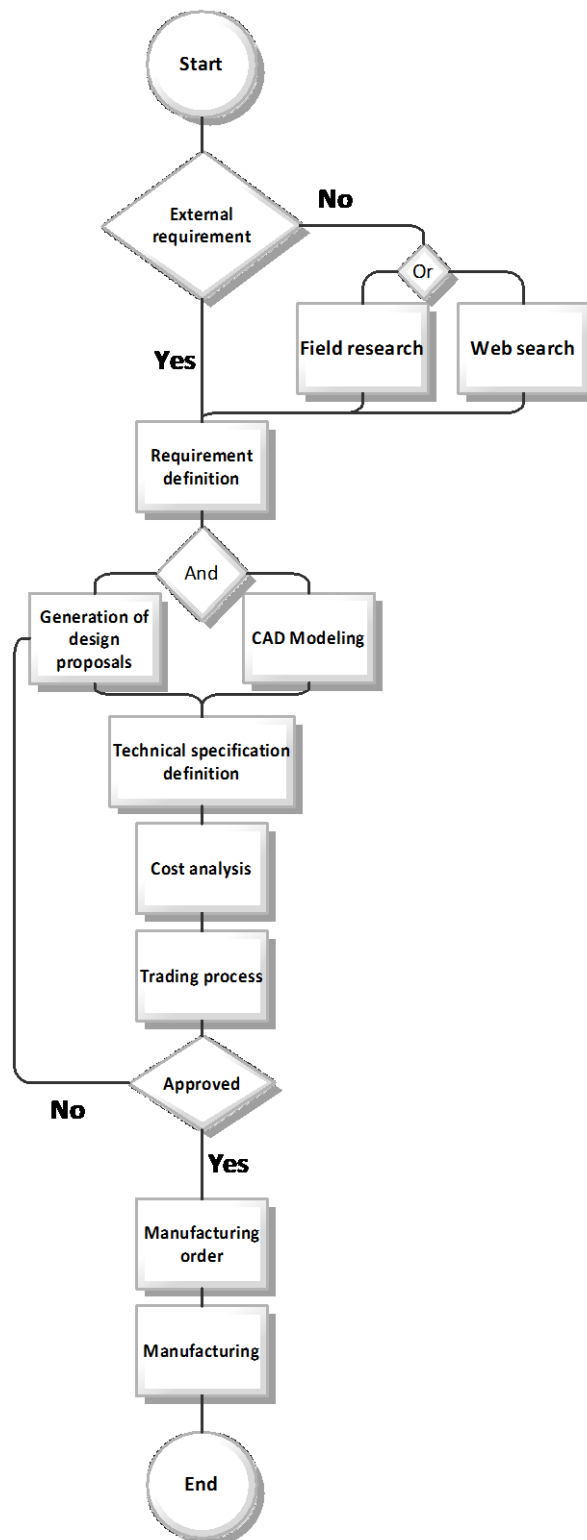 Start
External
requirement
No
Or
Field research
Web search
Yes
Requirement
definition
And
Generation of
design
proposals
CAD Modeling
Technical specification
definition
Cost analysis
Trading process
Approved
No
Yes
Manufacturing
order
Manufacturing
End